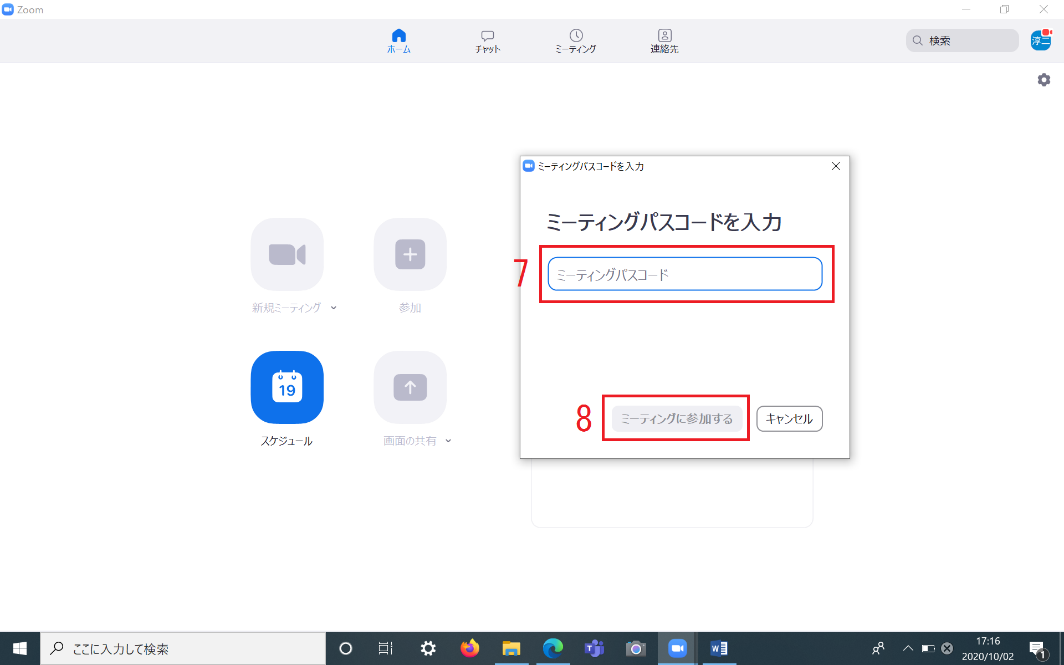 Zoom
ホーム
チャット
ミーティング
連絡先
検索
淳二
ミーティングパスコードを入力
ミーティングパスコードを入力
7
ミーティングパスコード
新規ミーティング
参加
19
スケジュール
画面の共有
8
ミーティングに参加する
キャンセル
ここに入力して検索
17:16
2020/10/02
1